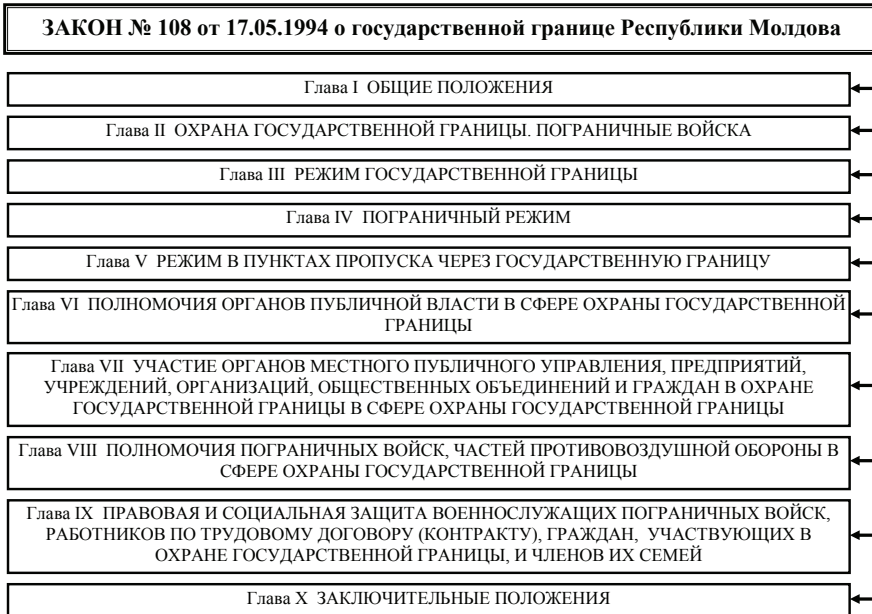 ЗАКОН № 108 от 17.05.1994 о государственной границе Республики Молдова
Глава I ОБЩИЕ ПОЛОЖЕНИЯ
Глава II ОХРАНА ГОСУДАРСТВЕННОЙ ГРАНИЦЫ. ПОГРАНИЧНЫЕ ВОЙСКА
Глава III РЕЖИМ ГОСУДАРСТВЕННОЙ ГРАНИЦЫ
Глава IV ПОГРАНИЧНЫЙ РЕЖИМ
Глава V РЕЖИМ В ПУНКТАХ ПРОПУСКА ЧЕРЕЗ ГОСУДАРСТВЕННУЮ ГРАНИЦУ
Глава VI ПОЛНОМОЧИЯ ОРГАНОВ ПУБЛИЧНОЙ ВЛАСТИ В СФЕРЕ ОХРАНЫ ГОСУДАРСТВЕННОЙ
ГРАНИЦЫ
Глава VII УЧАСТИЕ ОРГАНОВ МЕСТНОГО ПУБЛИЧНОГО УПРАВЛЕНИЯ, ПРЕДПРИЯТИЙ,
УЧРЕЖДЕНИЙ, ОРГАНИЗАЦИЙ, ОБЩЕСТВЕННЫХ ОБЪЕДИНЕНИЙ И ГРАЖДАН В ОХРАНЕ
ГОСУДАРСТВЕННОЙ ГРАНИЦЫ В СФЕРЕ ОХРАНЫ ГОСУДАРСТВЕННОЙ ГРАНИЦЫ
Глава VIII ПОЛНОМОЧИЯ ПОГРАНИЧНЫХ ВОЙСК, ЧАСТЕЙ ПРОТИВОВОЗДУШНОЙ ОБОРОНЫ В
СФЕРЕ ОХРАНЫ ГОСУДАРСТВЕННОЙ ГРАНИЦЫ
Глава IX ПРАВОВАЯ И СОЦИАЛЬНАЯ ЗАЩИТА ВОЕННОСЛУЖАЩИХ ПОГРАНИЧНЫХ ВОЙСК,
РАБОТНИКОВ ПО ТРУДОВОМУ ДОГОВОРУ (КОНТРАКТУ), ГРАЖДАН, УЧАСТВУЮЩИХ В
ОХРАНЕ ГОСУДАРСТВЕННОЙ ГРАНИЦЫ, И ЧЛЕНОВ ИХ СЕМЕЙ
Глава X ЗАКЛЮЧИТЕЛЬНЫЕ ПОЛОЖЕНИЯ